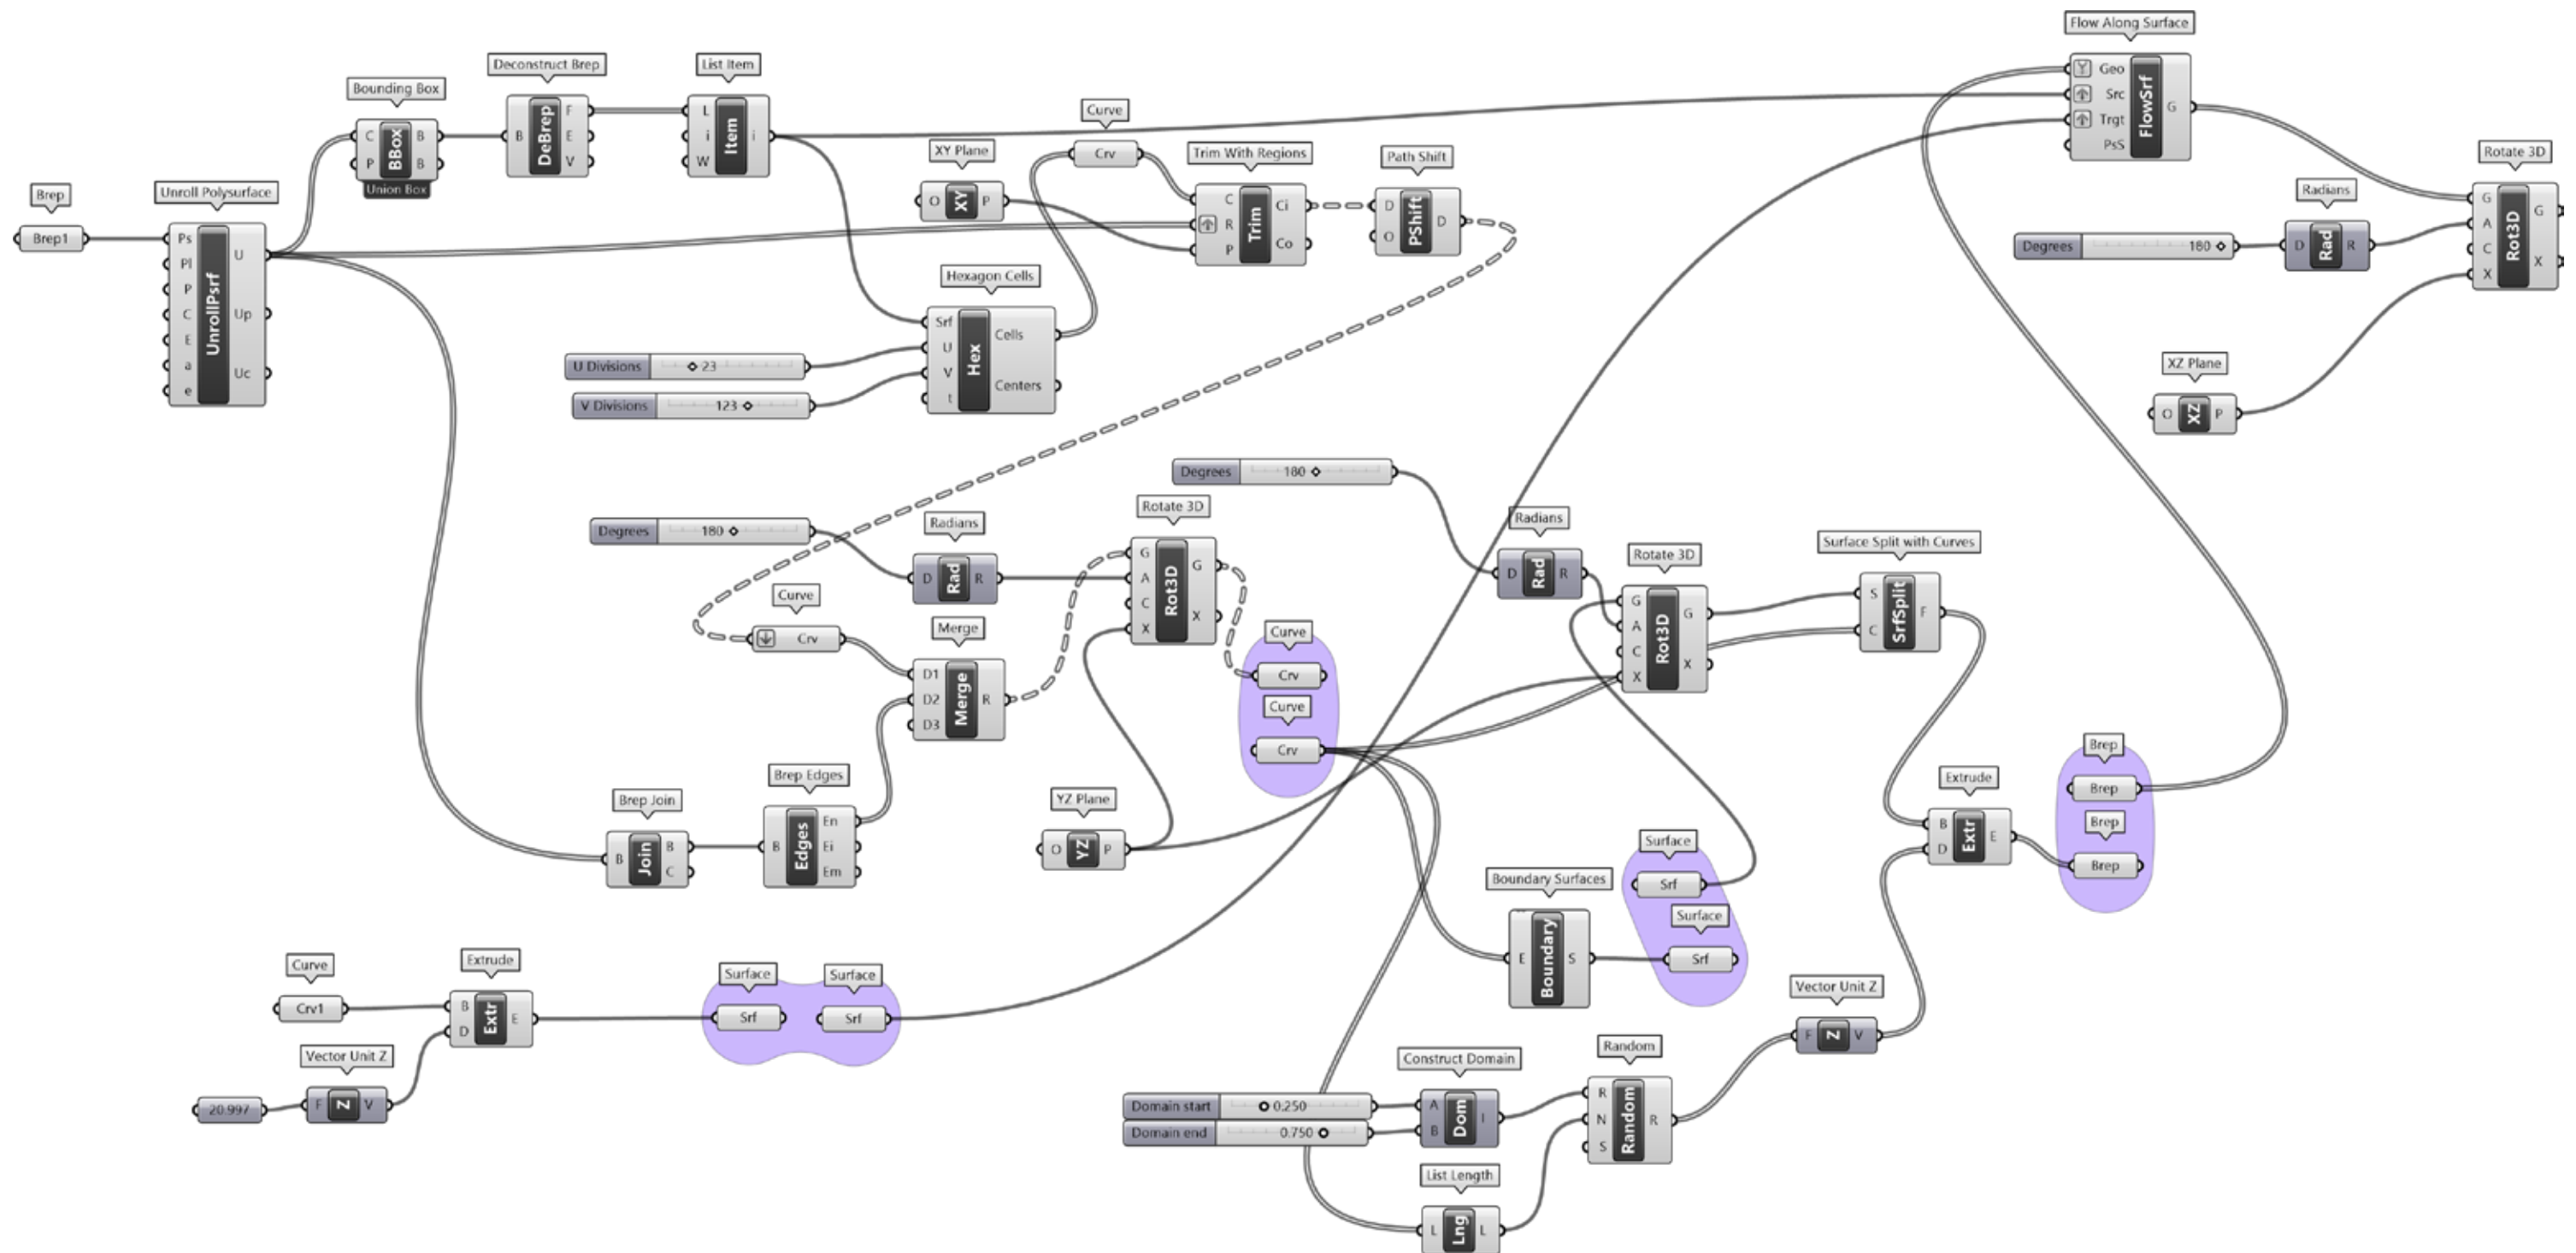 Flow Along Surface
Geo
Src
Trgt
PsS
FlowSrf
G
Deconstruct Brep
List Item
Bounding Box
C
P
BBox
B
B
Union Box
B
DeBrep
F
E
V
L
i
W
Item
i
Curve
Crv
XY Plane
O
XY
P
Trim With Regions
C
R
P
Trim
Ci
Co
Path Shift
D
O
PShift
D
Rotate 3D
G
A
C
X
Rot3D
G
X
Radians
Degrees 180
D
Rad
R
Brep
Brep1
Unroll Polysurface
Ps
Pl
P
C
E
a
e
UnrollPsrf
U
Up
Uc
Hexagon Cells
Srf
U
V
t
Hex
Cells
Centers
U Divisions 23
V Divisions 123
XZ Plane
O
XZ
P
Degrees 180
Degrees 180
Radians
D
Rad
R
Rotate 3D
G
A
C
X
Rot3D
G
X
Radians
D
Rad
R
Rotate 3D
G
A
C
X
Rot3D
G
X
Surface Split with Curves
S
C
SrfSplit
F
Curve
Crv
Merge
D1
D2
D3
Merge
R
Curve
Crv
Curve
Crv
Brep Join
B
Join
B
C
Brep Edges
B
Edges
En
Ei
Em
YZ Plane
O
YZ
P
Boundary Surfaces
E
Boundary
S
Surface
Srf
Surface
Srf
Extrude
B
D
Extr
E
Brep
Brep
Brep
Brep
Curve
Crv1
Extrude
B
D
Extr
E
Surface
Srf
Surface
Srf
Vector Unit Z
20.997
F
Z
V
Vector Unit Z
F
Z
V
Construct Domain
Domain start 0.250
Domain end 0.750
A
B
Dom
I
Random
R
N
S
Random
R
List Length
L
Lng
L